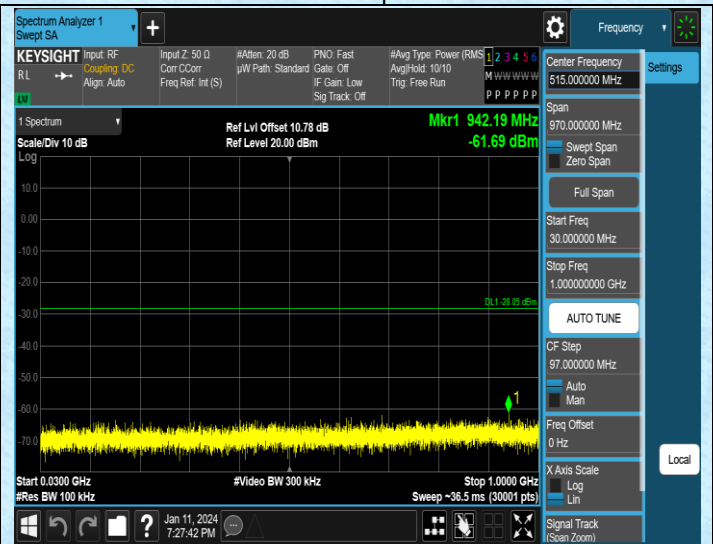 Spectrum Analyzer 1
Swept SA
Frequency
KEYSIGHT
RL
LXI
Input: RF
Coupling: DC
Align: Auto
Input Z: 50 Ω
Corr CCorr
Freq Ref: Int (S)
#Atten: 20 dB
µW Path: Standard
PNO: Fast
Gate: Off
IF Gain: Low
Sig Track: Off
#Avg Type: Power (RMS
Avg|Hold: 10/10
Trig: Free Run
1 2 3 4 5 6
M W W W W W
P P P P P P
1 Spectrum
Scale/Div 10 dB
Ref Lvl Offset 10.78 dB
Ref Level 20.00 dBm
Mkr1 942.19 MHz
-61.69 dBm
Log
10.0
0.00
-10.0
-20.0
DL1 -28.05 dBm
-30.0
-40.0
-50.0
1
-60.0
-70.0
Start 0.0300 GHz
#Res BW 100 kHz
#Video BW 300 kHz
Stop 1.0000 GHz
Sweep ~36.5 ms (30001 pts)
Jan 11, 2024
7:27:42 PM
?
Center Frequency
515.000000 MHz
Span
970.000000 MHz
Swept Span
Zero Span
Full Span
Start Freq
30.000000 MHz
Stop Freq
1.000000000 GHz
AUTO TUNE
CF Step
97.000000 MHz
Auto
Man
Freq Offset
0 Hz
X Axis Scale
Log
Lin
Signal Track
(Span Zoom)
Settings
Local